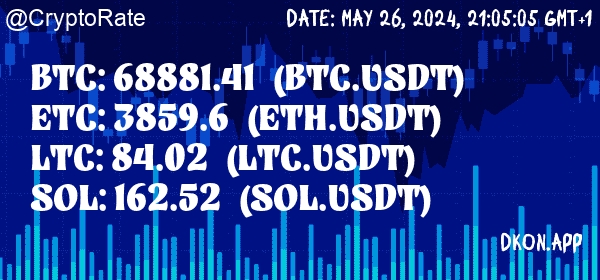 @CryptoRate
DATE: MAY 26, 2024, 21:05:05 GMT+1
BTC: 68881.41 (BTC.USDT)
ETC: 3859.6 (ETH.USDT)
LTC: 84.02 (LTC.USDT)
SOL: 162.52 (SOL.USDT)
DKON.APP